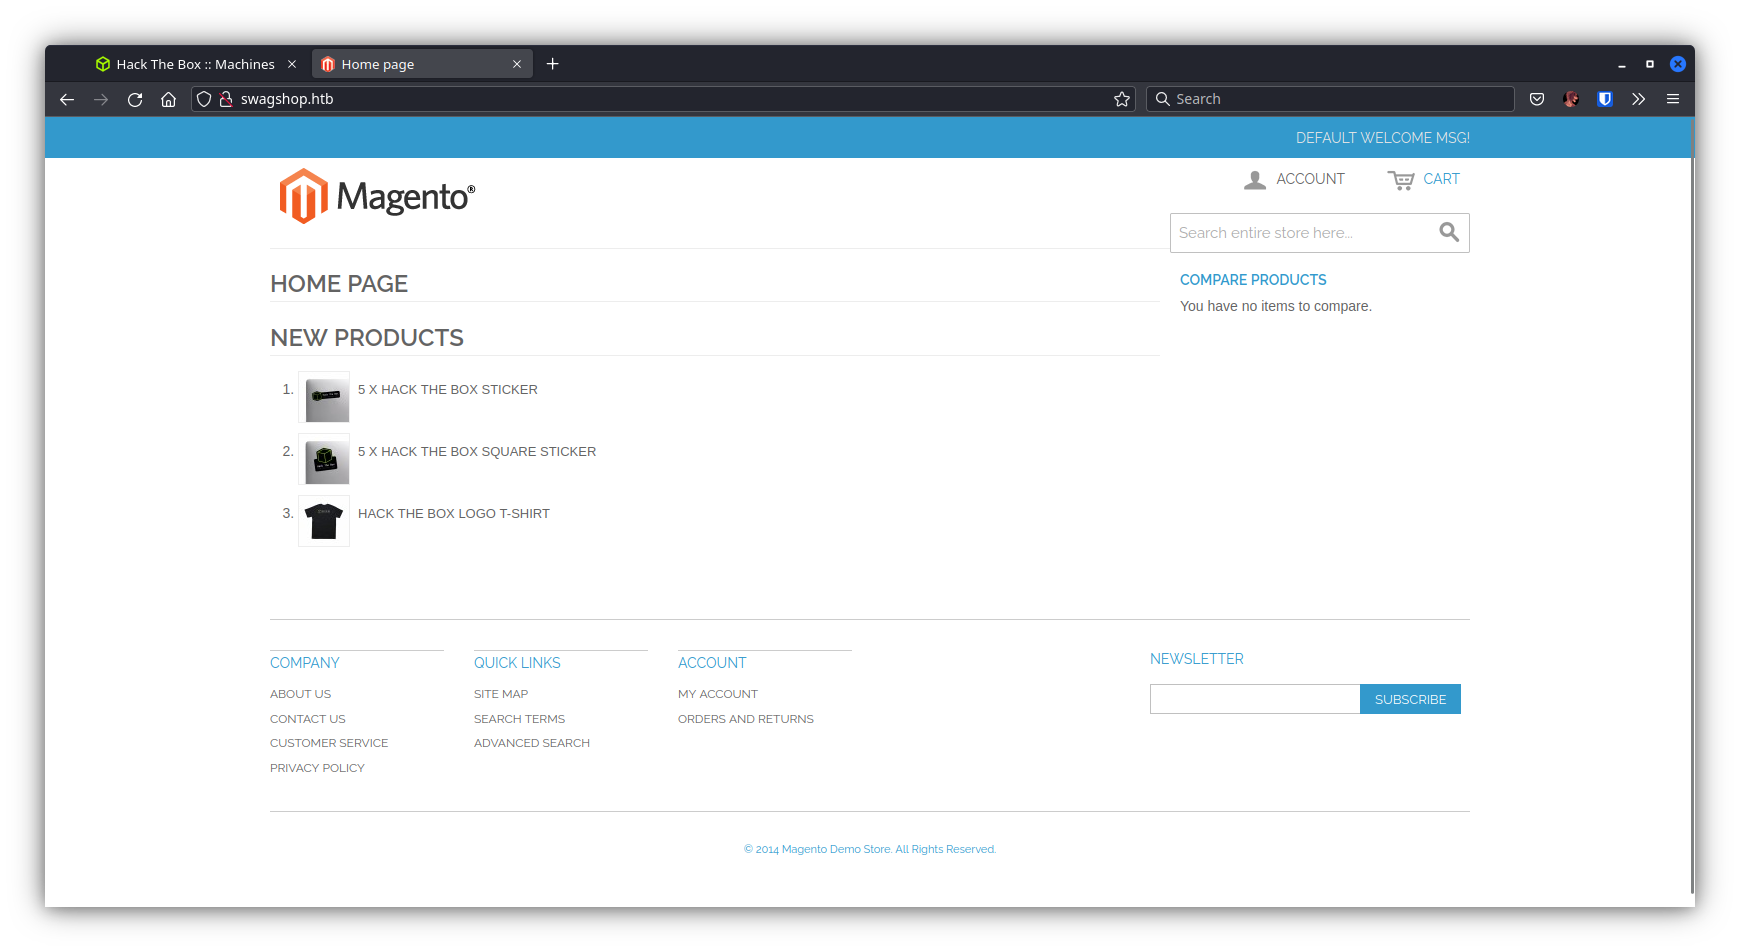 Hack The Box :: Machines
Home page
swagshop.htb
Search
DEFAULT WELCOME MSG!
Magento®
ACCOUNT
CART
Search entire store here...
HOME PAGE
COMPARE PRODUCTS
You have no items to compare.
NEW PRODUCTS
1. 5 X HACK THE BOX STICKER
2. 5 X HACK THE BOX SQUARE STICKER
3. HACK THE BOX LOGO T-SHIRT
COMPANY
ABOUT US
CONTACT US
CUSTOMER SERVICE
PRIVACY POLICY
QUICK LINKS
SITE MAP
SEARCH TERMS
ADVANCED SEARCH
ACCOUNT
MY ACCOUNT
ORDERS AND RETURNS
NEWSLETTER
SUBSCRIBE
© 2014 Magento Demo Store. All Rights Reserved.